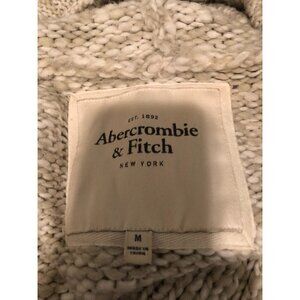 EST. 1892
Abercrombie
& Fitch
NEW YORK
M